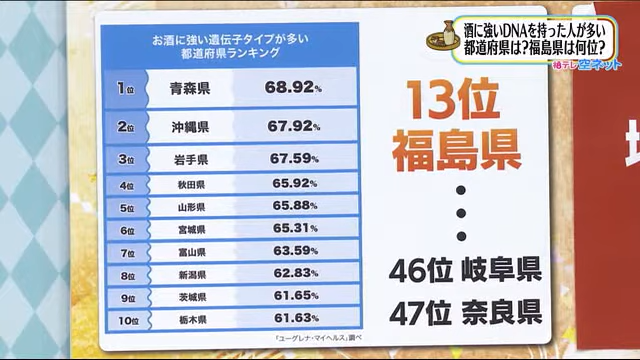 酒に強いDNAを持った人が多い
都道府県は?福島県は何位?
福テレ空ネット
お酒に強い遺伝子タイプが多い
都道府県ランキング
1位 青森県 68.92%
2位 沖縄県 67.92%
3位 岩手県 67.59%
4位 秋田県 65.92%
5位 山形県 65.88%
6位 宮城県 65.31%
7位 富山県 63.59%
8位 新潟県 62.83%
9位 茨城県 61.65%
10位 栃木県 61.63%
「ユーグレナ・マイヘルス」調べ
13位
福島県
46位 岐阜県
47位 奈良県